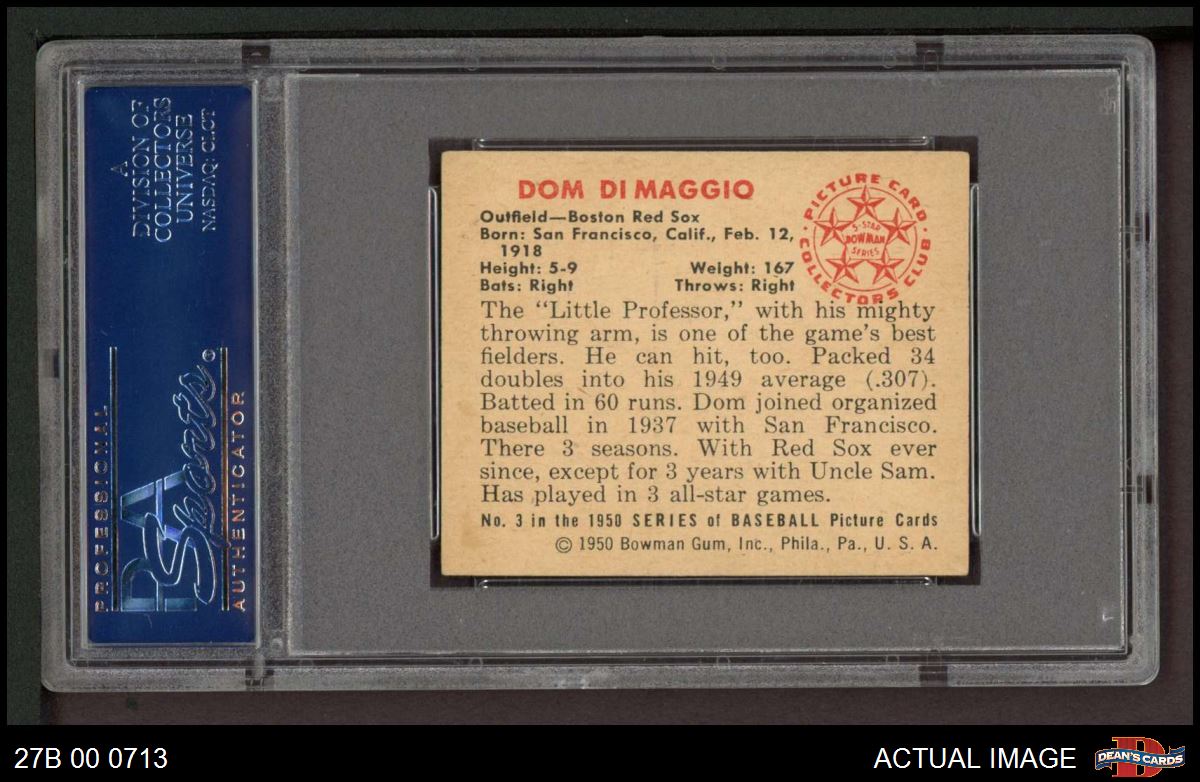 A
DIVISION OF
COLLECTORS
UNIVERSE
NASDAQ: CLCT
PROFESSIONAL
PSA
Sports
®
AUTHENTICATOR
DOM DI MAGGIO
Outfield—Boston Red Sox
Born: San Francisco, Calif., Feb. 12,
1918
Height: 5-9 Weight: 167
Bats: Right Throws: Right
PICTURE CARD
COLLECTORS CLUB
5-STAR
BOWMAN
SERIES
The "Little Professor," with his mighty
throwing arm, is one of the game's best
fielders. He can hit, too. Packed 34
doubles into his 1949 average (.307).
Batted in 60 runs. Dom joined organized
baseball in 1937 with San Francisco.
There 3 seasons. With Red Sox ever
since, except for 3 years with Uncle Sam.
Has played in 3 all-star games.
No. 3 in the 1950 SERIES of BASEBALL Picture Cards
© 1950 Bowman Gum, Inc., Phila., Pa., U. S. A.
27B 00 0713
ACTUAL IMAGE
D
DEAN'S CARDS